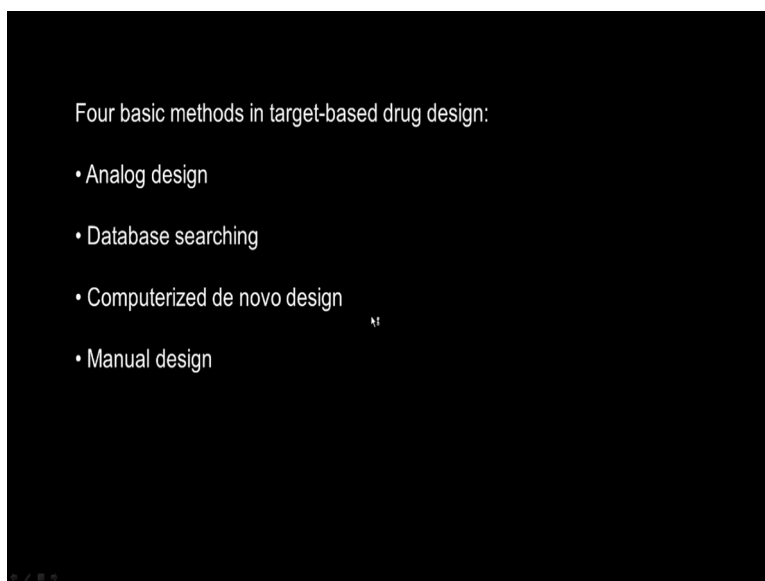 Four basic methods in target-based drug design:
• Analog design
• Database searching
• Computerized de novo design
• Manual design